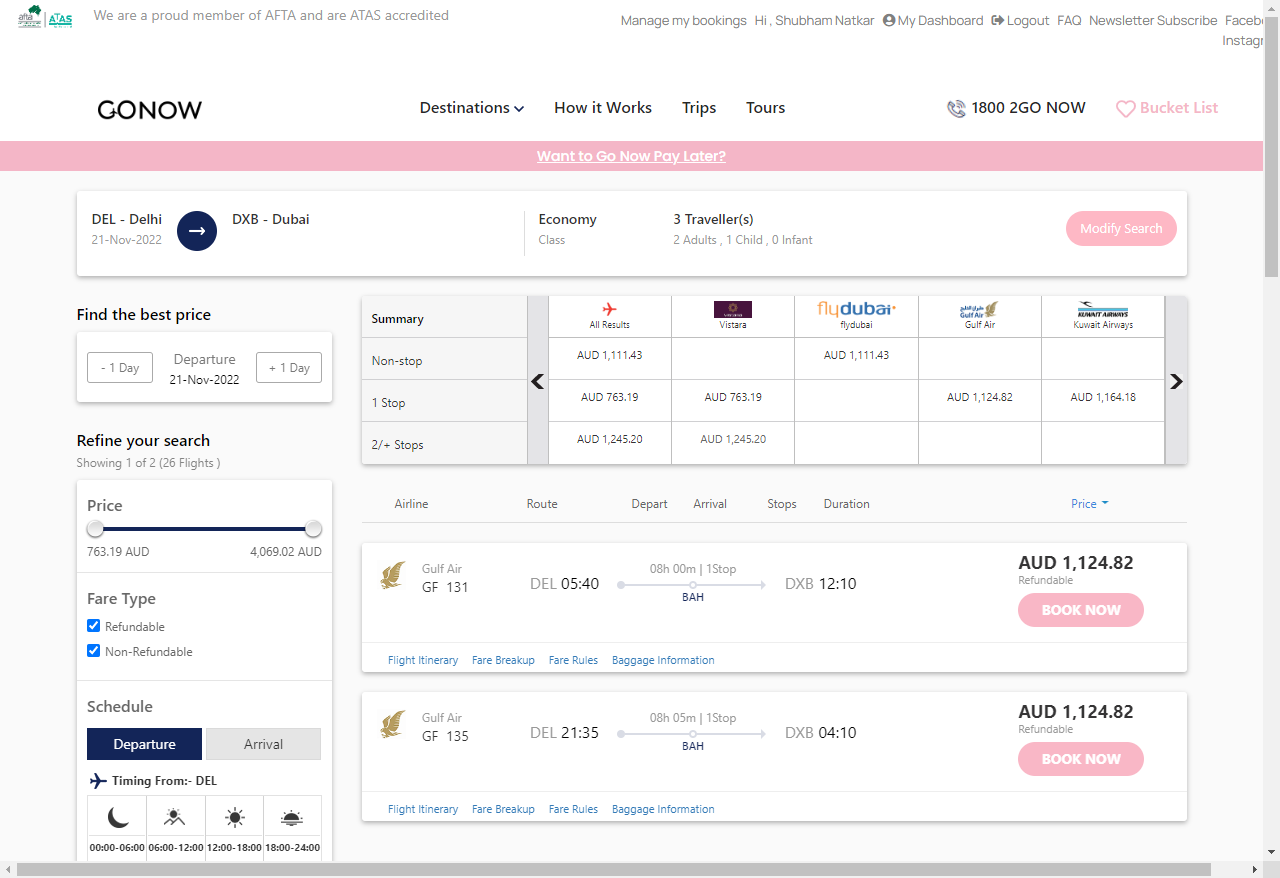 afta ATAS We are a proud member of AFTA and are ATAS accredited
Manage my bookings Hi , Shubham Natkar My Dashboard Logout FAQ Newsletter Subscribe Facebo
Instagr
GONOW Destinations How it Works Trips Tours 1800 2GO NOW Bucket List
Want to Go Now Pay Later?
DEL - Delhi DXB - Dubai Economy 3 Traveller(s)
21-Nov-2022 Class 2 Adults , 1 Child , 0 Infant
Modify Search
Find the best price
- 1 Day Departure + 1 Day
21-Nov-2022
Refine your search
Showing 1 of 2 (26 Flights )
Price
763.19 AUD 4,069.02 AUD
Fare Type
Refundable
Non-Refundable
Schedule
Departure Arrival
Timing From:- DEL
00:00-06:00 06:00-12:00 12:00-18:00 18:00-24:00
Summary All Results Vistara flydubai flydubai Gulf Air Gulf Air KUWAIT AIRWAYS Kuwait Airways
Non-stop AUD 1,111.43 AUD 1,111.43
1 Stop AUD 763.19 AUD 763.19 AUD 1,124.82 AUD 1,164.18
2/+ Stops AUD 1,245.20 AUD 1,245.20
Airline Route Depart Arrival Stops Duration Price
Gulf Air 08h 00m | 1Stop AUD 1,124.82
GF 131 DEL 05:40 DXB 12:10 Refundable
BAH
BOOK NOW
Flight Itinerary Fare Breakup Fare Rules Baggage Information
Gulf Air 08h 05m | 1Stop AUD 1,124.82
GF 135 DEL 21:35 DXB 04:10 Refundable
BAH
BOOK NOW
Flight Itinerary Fare Breakup Fare Rules Baggage Information